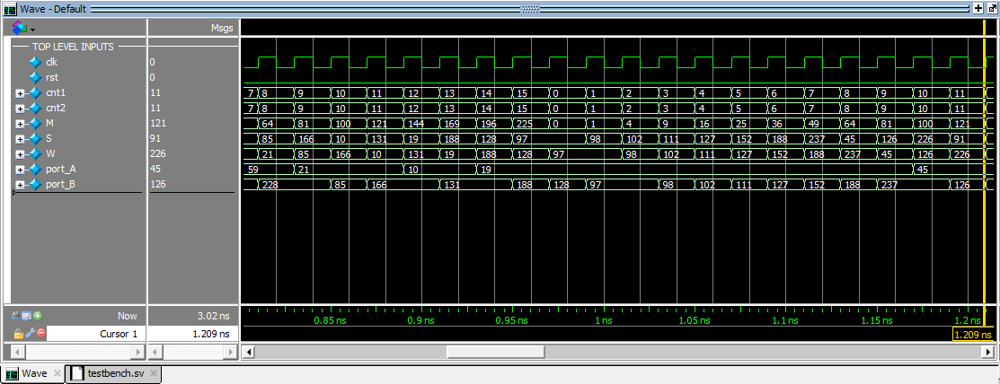 Wave - Default
Msgs
TOP LEVEL INPUTS
clk 0
rst 0
cnt1 11 7 8 9 10 11 12 13 14 15 0 1 2 3 4 5 6 7 8 9 10 11
cnt2 11 7 8 9 10 11 12 13 14 15 0 1 2 3 4 5 6 7 8 9 10 11
M 121 64 81 100 121 144 169 196 225 0 1 4 9 16 25 36 49 64 81 100 121
S 91 85 166 10 131 19 188 128 97 98 102 111 127 152 188 237 45 126 226 91
W 226 21 85 166 10 131 19 188 128 97 98 102 111 127 152 188 237 45 126 226
port_A 45 59 21 10 19 45
port_B 126 228 85 166 131 188 128 97 98 102 111 127 152 188 237 126
Now 3.02 ns 0.85 ns 0.9 ns 0.95 ns 1 ns 1.05 ns 1.1 ns 1.15 ns 1.2 ns
Cursor 1 1.209 ns 1.209 ns
Wave testbench.sv